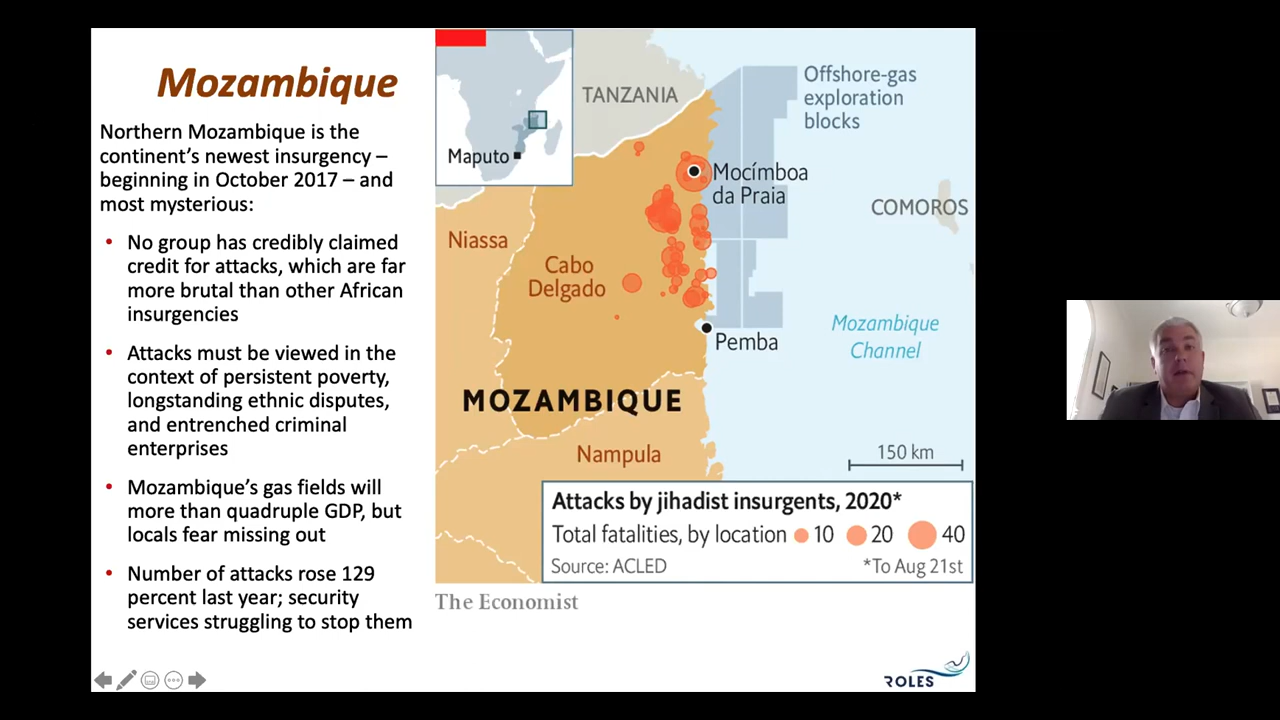 Mozambique
Northern Mozambique is the
continent's newest insurgency –
beginning in October 2017 – and
most mysterious:
• No group has credibly claimed
credit for attacks, which are far
more brutal than other African
insurgencies
• Attacks must be viewed in the
context of persistent poverty,
longstanding ethnic disputes,
and entrenched criminal
enterprises
• Mozambique's gas fields will
more than quadruple GDP, but
locals fear missing out
• Number of attacks rose 129
percent last year; security
services struggling to stop them
Maputo
TANZANIA
Offshore-gas
exploration
blocks
Mocímboa
da Praia
COMOROS
Niassa
Cabo
Delgado
Mozambique
Channel
Pemba
MOZAMBIQUE
Nampula
150 km
Attacks by jihadist insurgents, 2020*
Total fatalities, by location 10 20 40
Source: ACLED *To Aug 21st
The Economist
ROLES